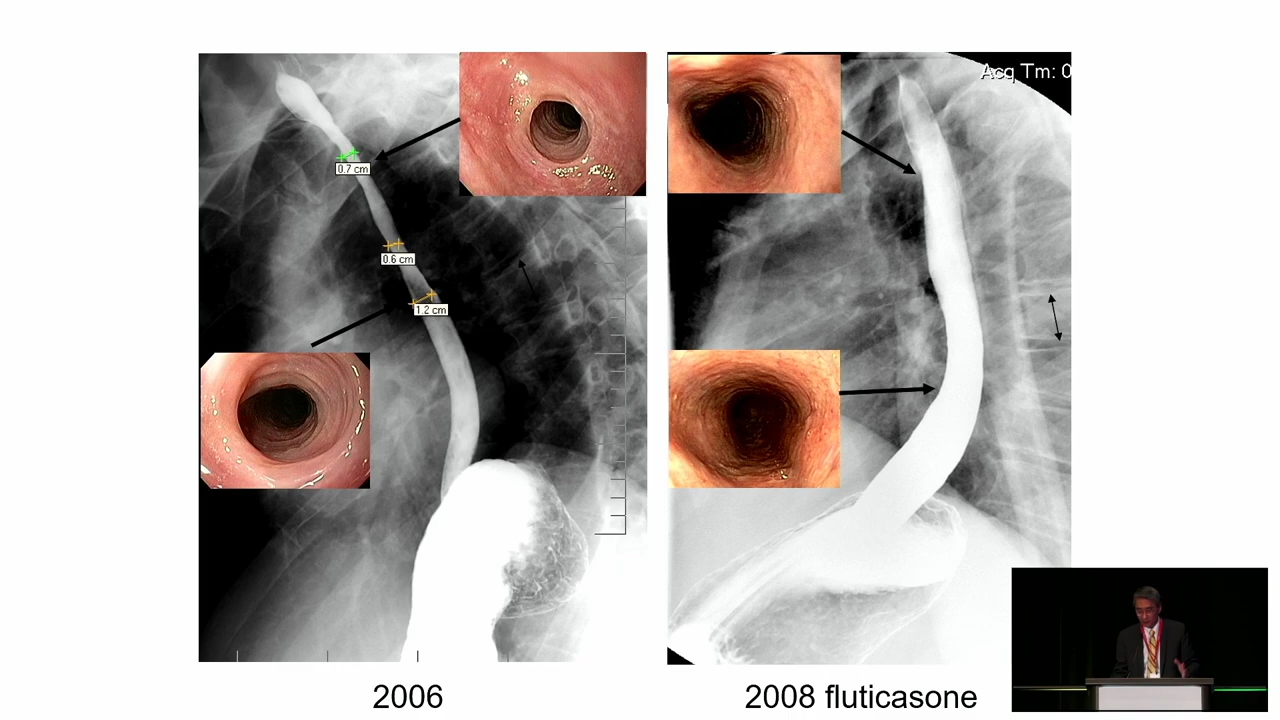 Acq Tm: 0
0.7 cm
0.6 cm
1.2 cm
2006
2008 fluticasone